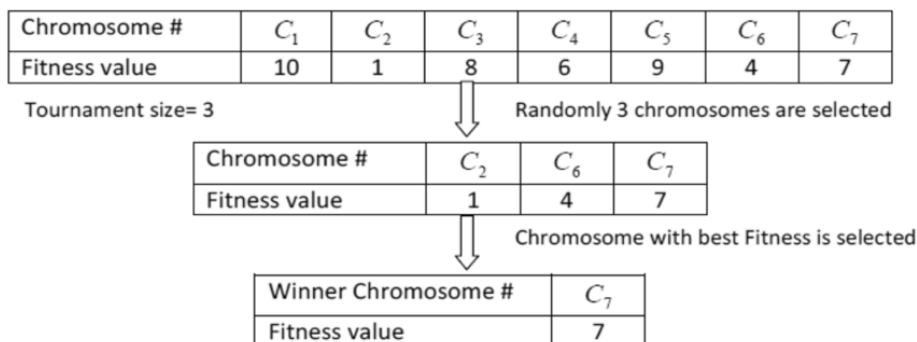 Chromosome # C₁ C₂ C₃ C₄ C₅ C₆ C₇
Fitness value 10 1 8 6 9 4 7
Tournament size= 3 Randomly 3 chromosomes are selected
Chromosome # C₂ C₆ C₇
Fitness value 1 4 7
Chromosome with best Fitness is selected
Winner Chromosome # C₇
Fitness value 7